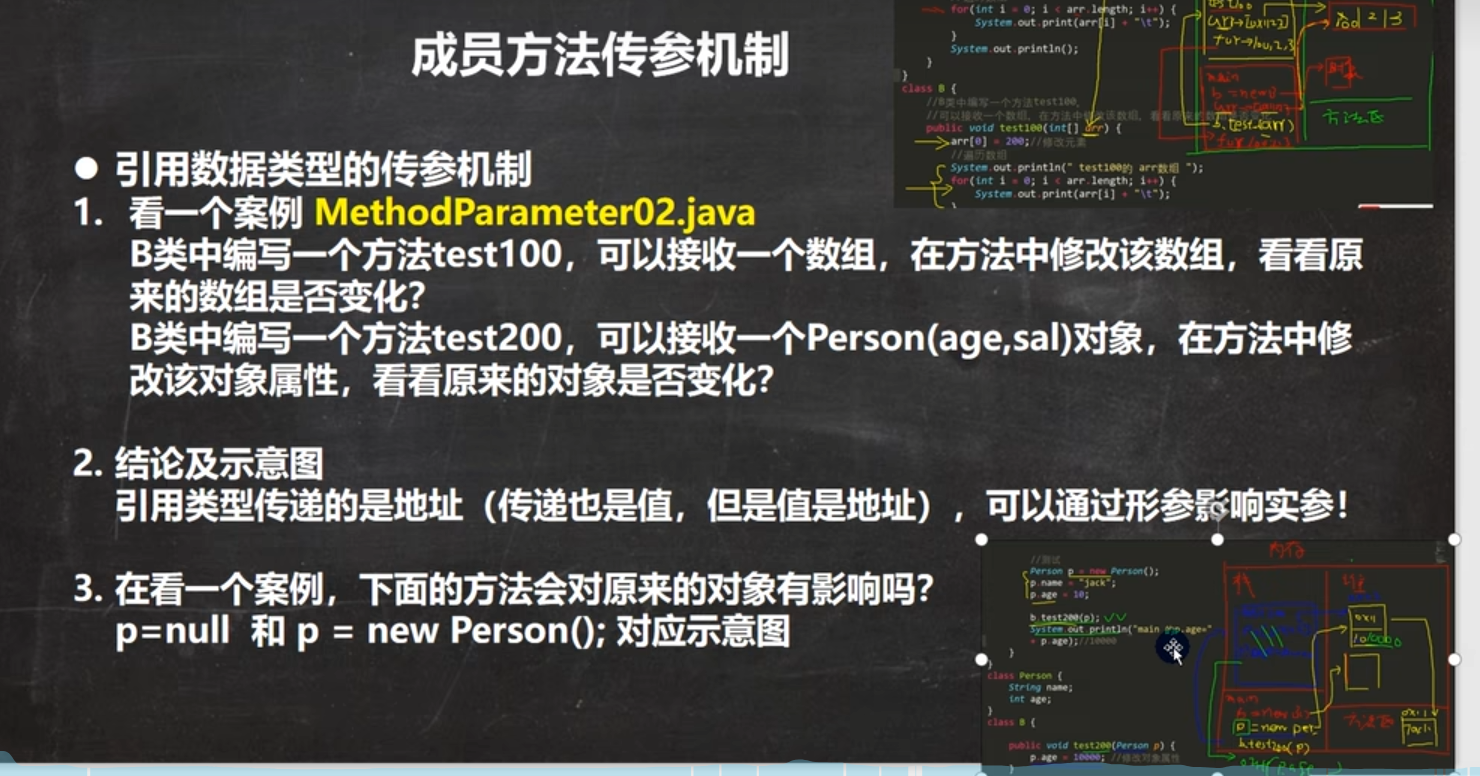 成员方法传参机制
● 引用数据类型的传参机制
1. 看一个案例 MethodParameter02.java
B类中编写一个方法test100，可以接收一个数组，在方法中修改该数组，看看原
来的数组是否变化？
B类中编写一个方法test200，可以接收一个Person(age,sal)对象，在方法中修
改该对象属性，看看原来的对象是否变化？
2. 结论及示意图
引用类型传递的是地址（传递也是值，但是值是地址），可以通过形参影响实参！
3. 在看一个案例，下面的方法会对原来的对象有影响吗？
p=null 和 p = new Person(); 对应示意图
for(int i = 0; i < arr.length; i++) {
System.out.print(arr[i] + "\t");
}
System.out.println();
}
}
class B {
//B类中编写一个方法test100,
//可以接收一个数组，在方法中修改该数组，看看原
public void test100(int[] arr) {
arr[0] = 200;//修改元素
//遍历数组
System.out.println(" test100的 arr数组 ");
for(int i = 0; i < arr.length; i++) {
System.out.print(arr[i] + "\t");
}
main
b.test(arr)
方法区
//测试
Person p = new Person();
p.name = "jack";
p.age = 10;
b.test200(p);
System.out.println("main 的p.age="
+ p.age);//10000
}
}
class Person {
String name;
int age;
}
class B {
public void test200(Person p) {
p.age = 10000; //修改对象属性
}
内存
栈
main
p = new per
b.test200(p)
方法区